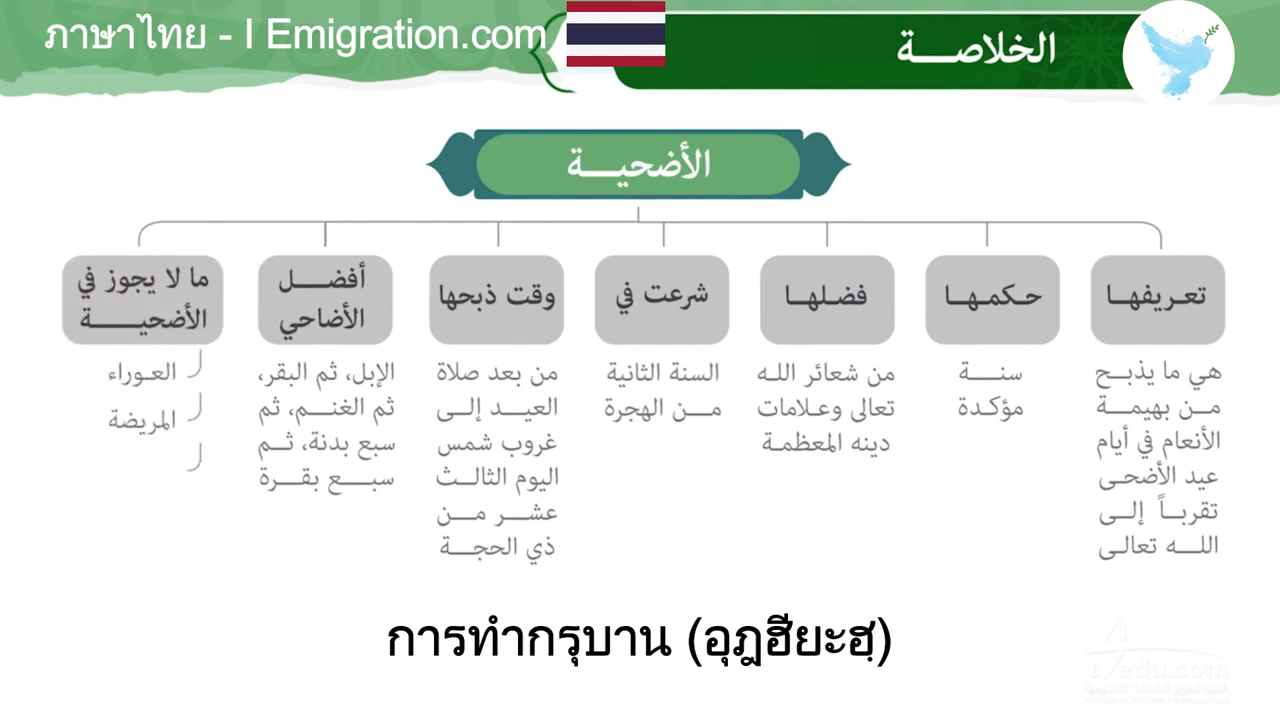 ภาษาไทย - I Emigration.com
الخلاصة
الأضحية
تعريفها
هي ما يذبح
من بهيمة
الأنعام في أيام
عيد الأضحى
تقرباً إلى
الله تعالى
حكمها
سنة
مؤكدة
فضلها
من شعائر الله
تعالى وعلامات
دينه المعظمة
شرعت في
السنة الثانية
من الهجرة
وقت ذبحها
من بعد صلاة
العيد إلى
غروب شمس
اليوم الثالث
عشر من
ذي الحجة
أفضل
الأضاحي
الإبل، ثم البقر،
ثم الغنم، ثم
سبع بدنة، ثم
سبع بقرة
ما لا يجوز في
الأضحية
العوراء
المريضة
การทำกรุบาน (อุฎฮียะฮฺ)